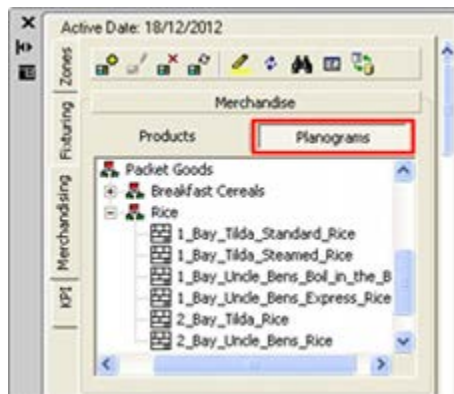 Active Date: 18/12/2012
Zones
Fixturing
Merchandising
KPI
Merchandise
Products
Planograms
Packet Goods
Breakfast Cereals
Rice
1_Bay_Tilda_Standard_Rice
1_Bay_Tilda_Steamed_Rice
1_Bay_Uncle_Bens_Boil_in_the_B
1_Bay_Uncle_Bens_Express_Rice
2_Bay_Tilda_Rice
2_Bay_Uncle_Bens_Rice